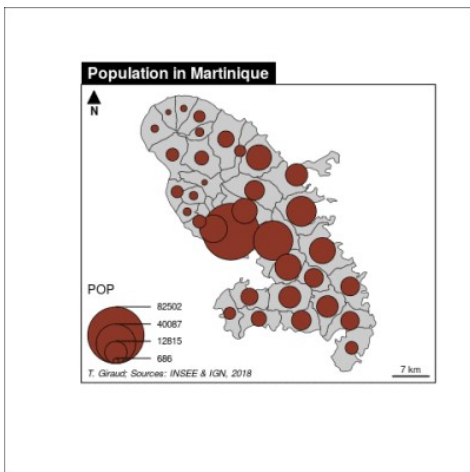 Population in Martinique
N
POP
82502
40087
12815
686
T. Giraud; Sources: INSEE & IGN, 2018
7 km